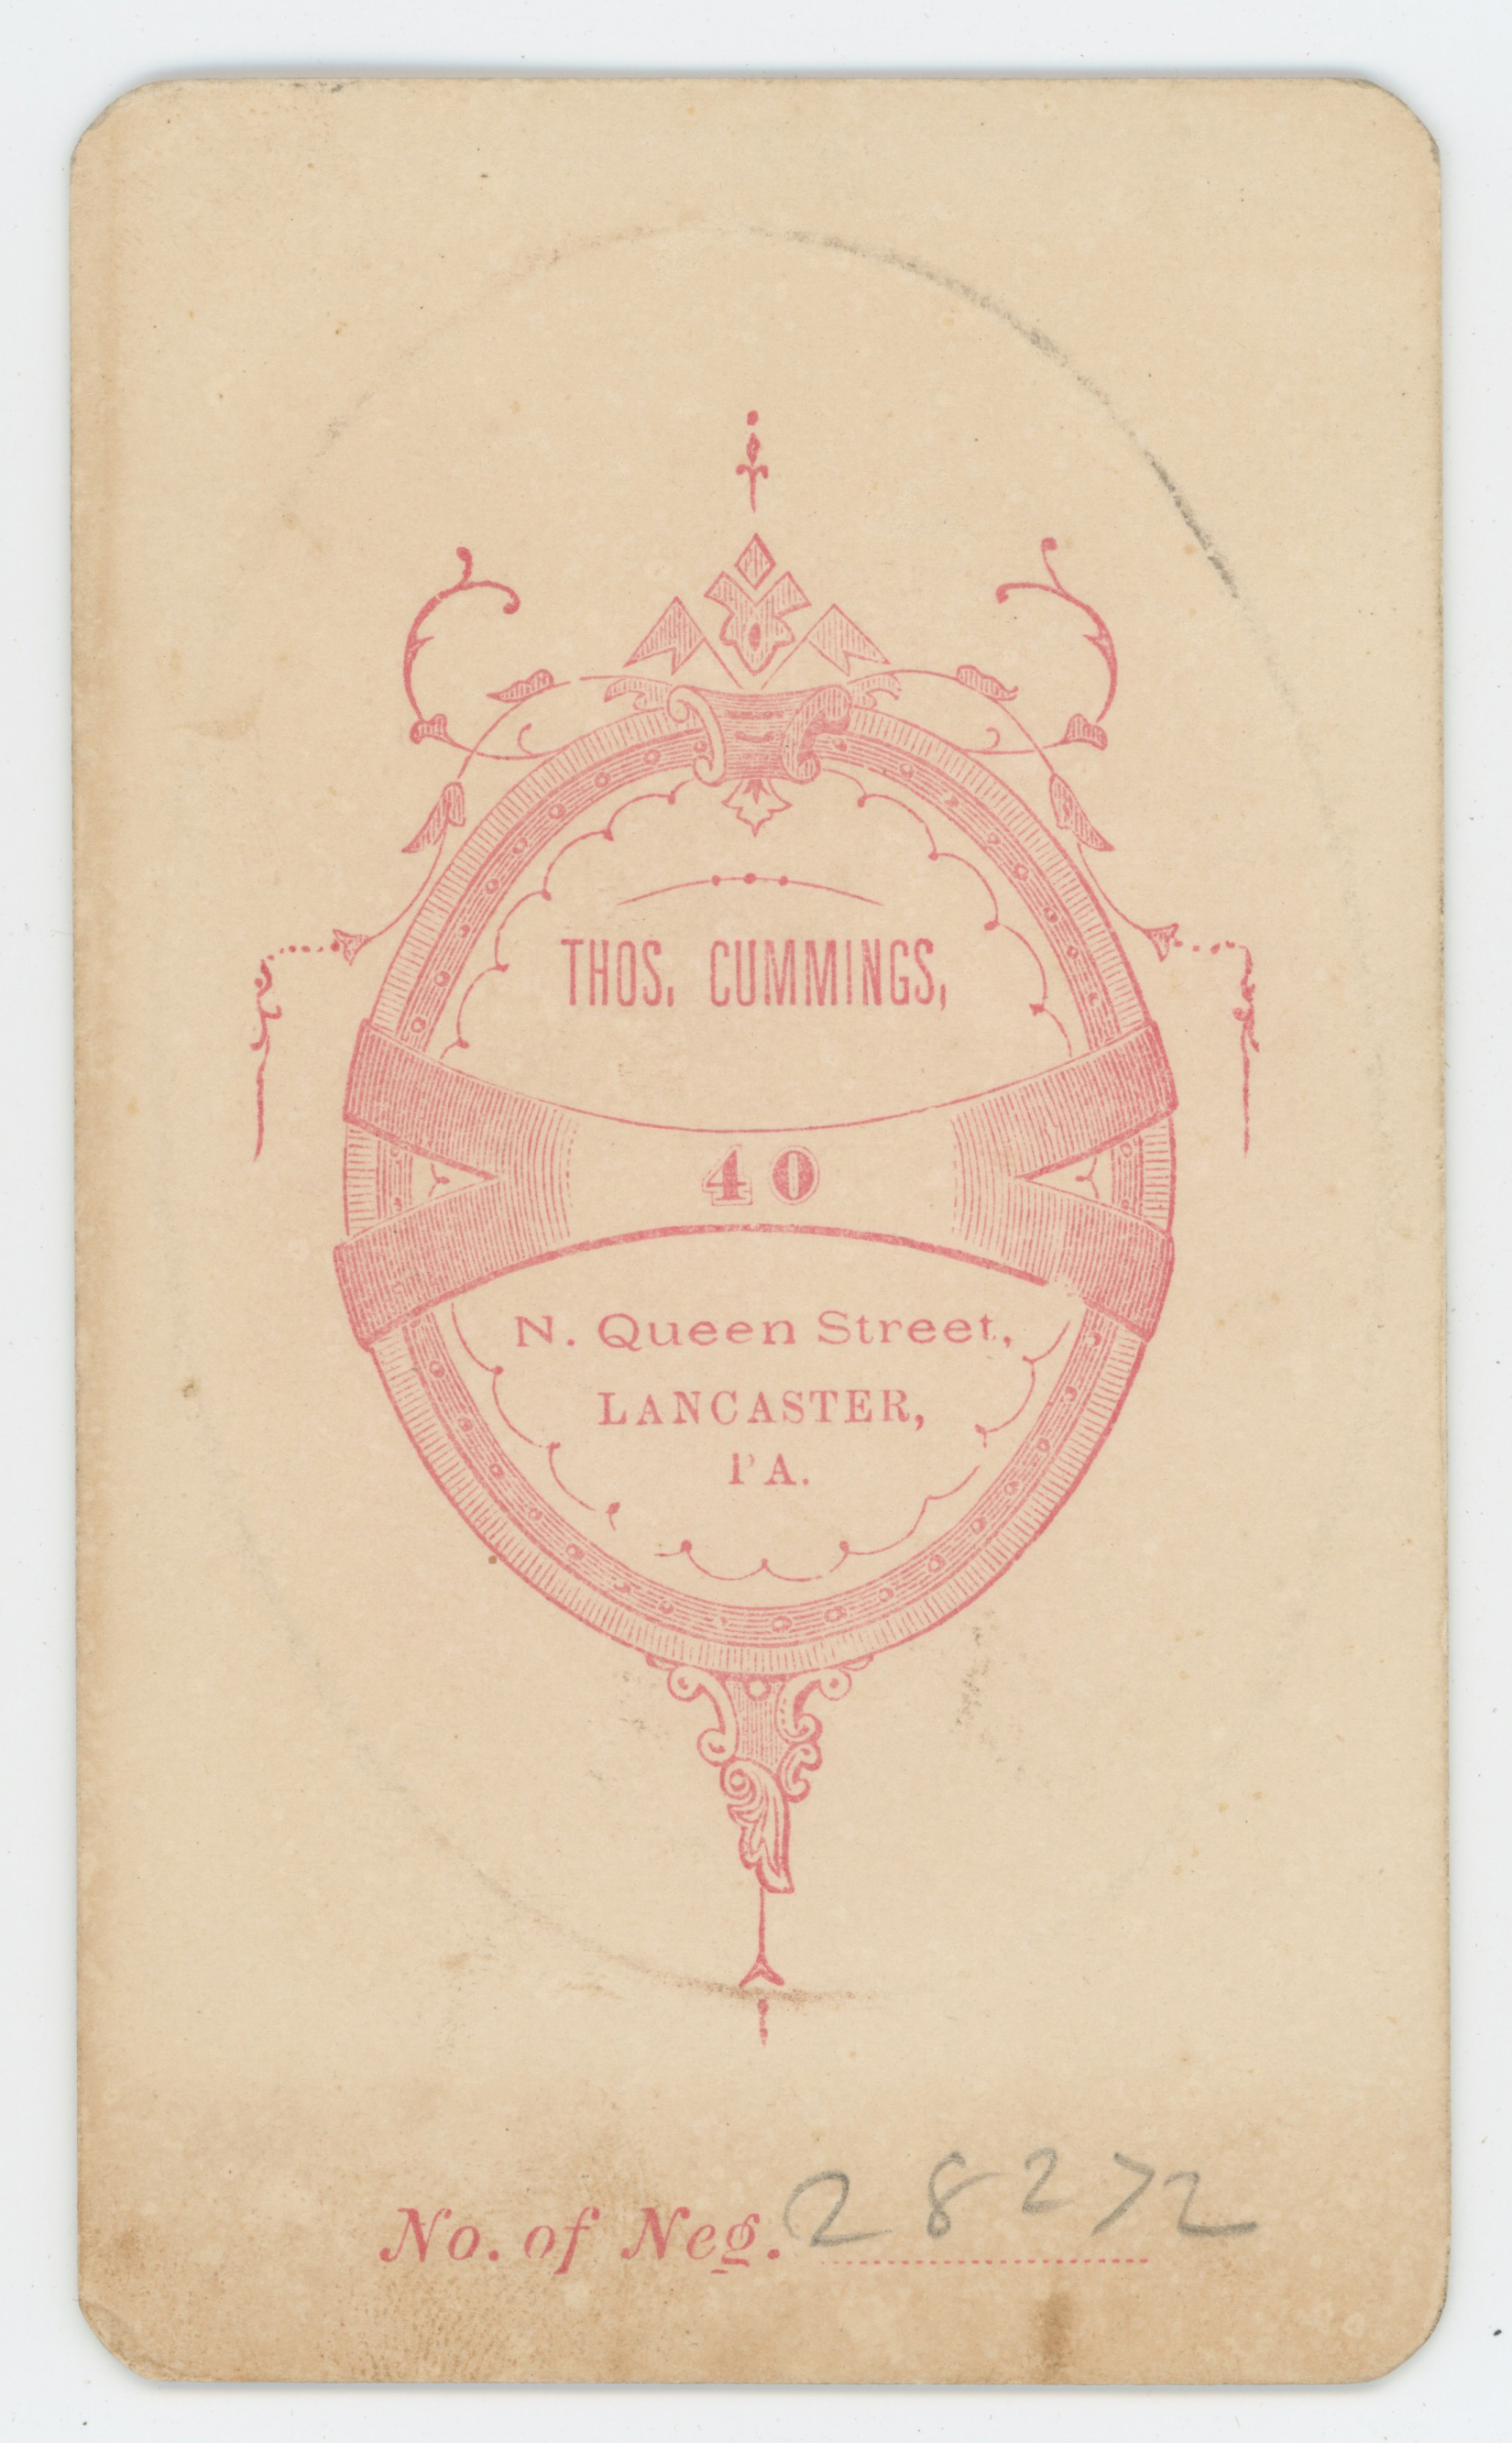 THOS. CUMMINGS,
40
N. Queen Street,
LANCASTER,
PA.
No. of Neg. 28272